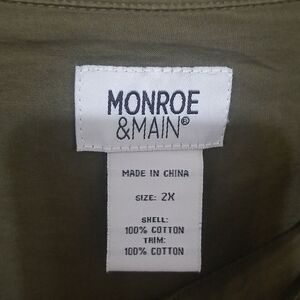 MONROE
&MAIN®
MADE IN CHINA
SIZE: 2X
SHELL:
100% COTTON
TRIM:
100% COTTON